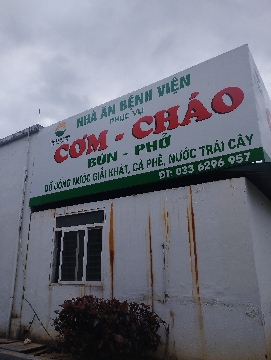 NHÀ ĂN BỆNH VIỆN
PHỤC VỤ
CƠM - CHÁO
BÚN - PHỞ
ĐỒ UỐNG NƯỚC GIẢI KHÁT, CÀ PHÊ, NƯỚC TRÁI CÂY
ĐT: 033 6296 957